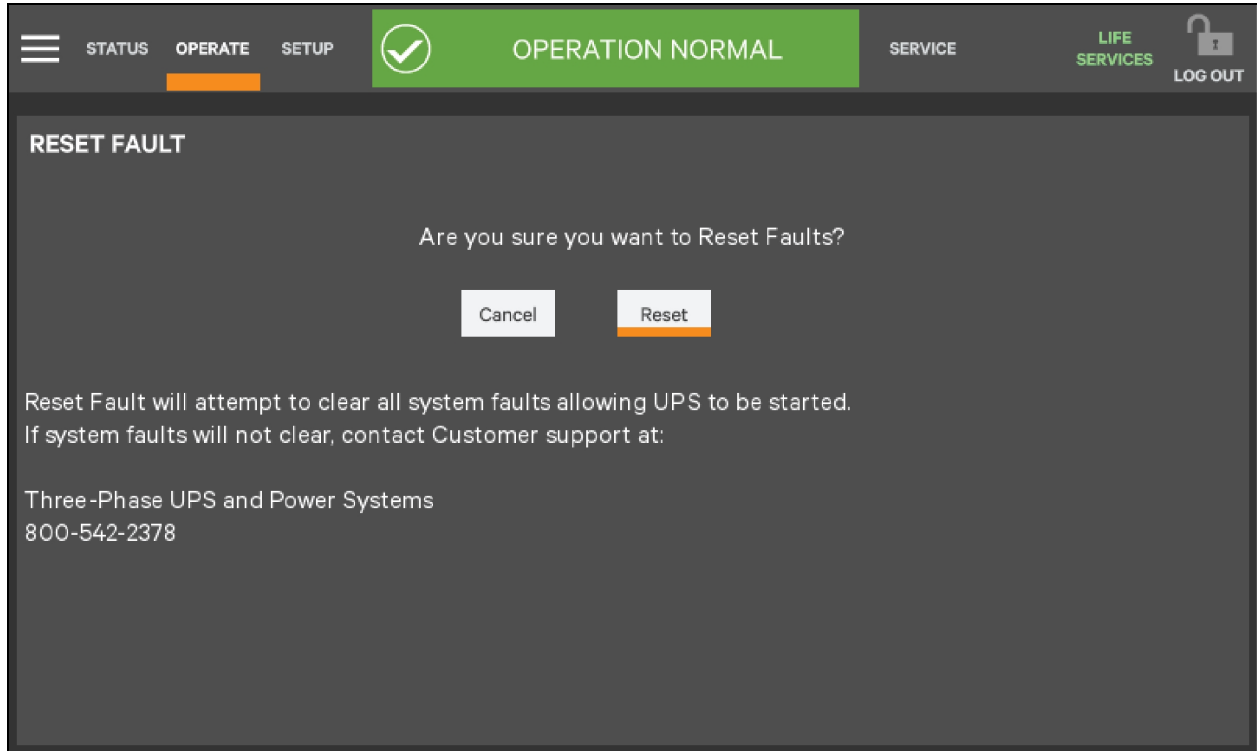 STATUS OPERATE SETUP OPERATION NORMAL SERVICE LIFE SERVICES LOG OUT
RESET FAULT
Are you sure you want to Reset Faults?
Cancel Reset
Reset Fault will attempt to clear all system faults allowing UPS to be started.
If system faults will not clear, contact Customer support at:
Three-Phase UPS and Power Systems
800-542-2378